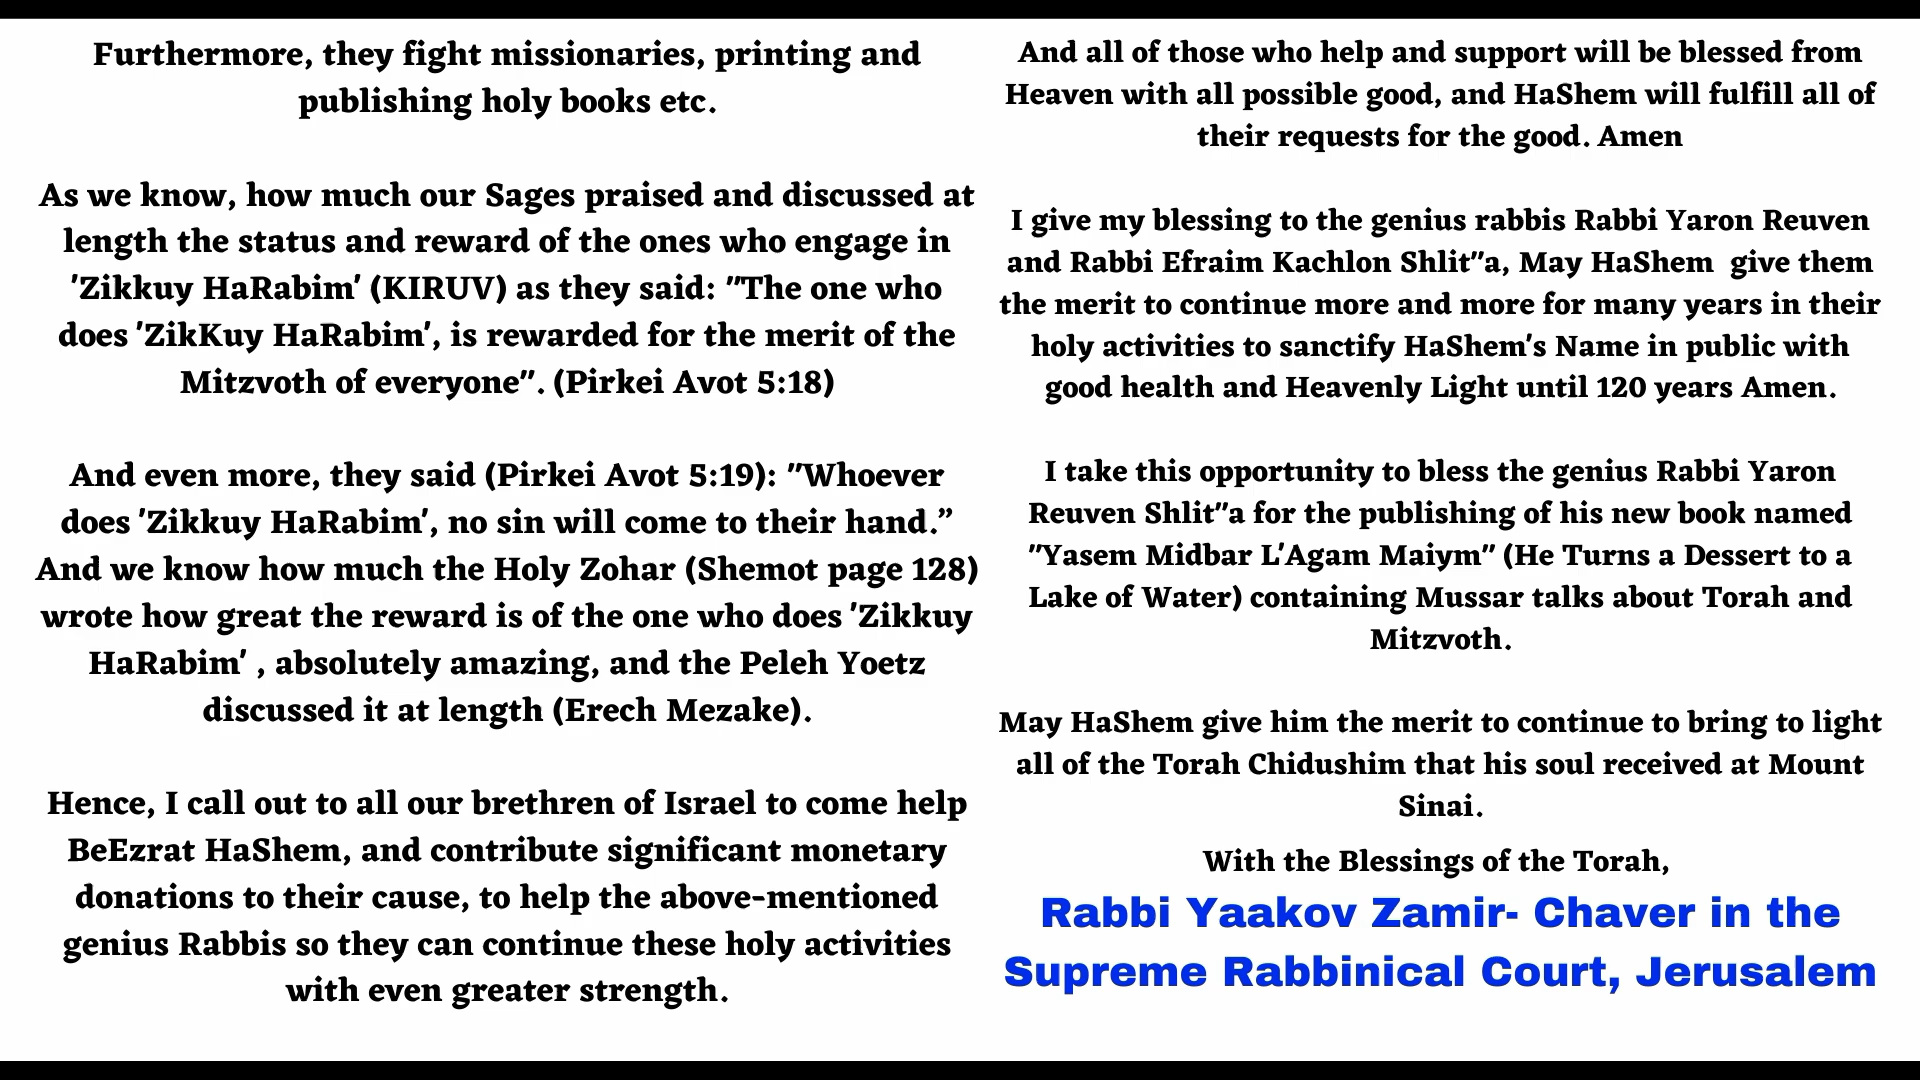 Furthermore, they fight missionaries, printing and
publishing holy books etc.
As we know, how much our Sages praised and discussed at
length the status and reward of the ones who engage in
'Zikkuy HaRabim' (KIRUV) as they said: "The one who
does 'ZikKuy HaRabim', is rewarded for the merit of the
Mitzvoth of everyone". (Pirkei Avot 5:18)
And even more, they said (Pirkei Avot 5:19): "Whoever
does 'Zikkuy HaRabim', no sin will come to their hand.”
And we know how much the Holy Zohar (Shemot page 128)
wrote how great the reward is of the one who does 'Zikkuy
HaRabim' , absolutely amazing, and the Peleh Yoetz
discussed it at length (Erech Mezake).
Hence, I call out to all our brethren of Israel to come help
BeEzrat HaShem, and contribute significant monetary
donations to their cause, to help the above-mentioned
genius Rabbis so they can continue these holy activities
with even greater strength.
And all of those who help and support will be blessed from
Heaven with all possible good, and HaShem will fulfill all of
their requests for the good. Amen
I give my blessing to the genius rabbis Rabbi Yaron Reuven
and Rabbi Efraim Kachlon Shlit"a, May HaShem  give them
the merit to continue more and more for many years in their
holy activities to sanctify HaShem's Name in public with
good health and Heavenly Light until 120 years Amen.
I take this opportunity to bless the genius Rabbi Yaron
Reuven Shlit"a for the publishing of his new book named
"Yasem Midbar L'Agam Maiym" (He Turns a Dessert to a
Lake of Water) containing Mussar talks about Torah and
Mitzvoth.
May HaShem give him the merit to continue to bring to light
all of the Torah Chidushim that his soul received at Mount
Sinai.
With the Blessings of the Torah,
Rabbi Yaakov Zamir- Chaver in the
Supreme Rabbinical Court, Jerusalem